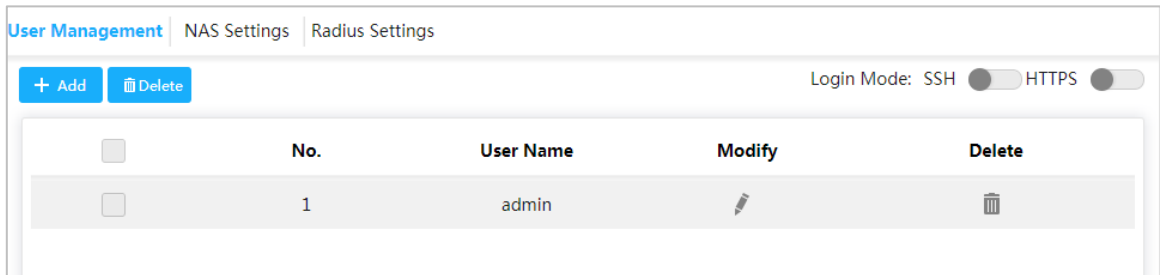 User Management NAS Settings Radius Settings
+ Add Delete Login Mode: SSH HTTPS
No. User Name Modify Delete
1 admin